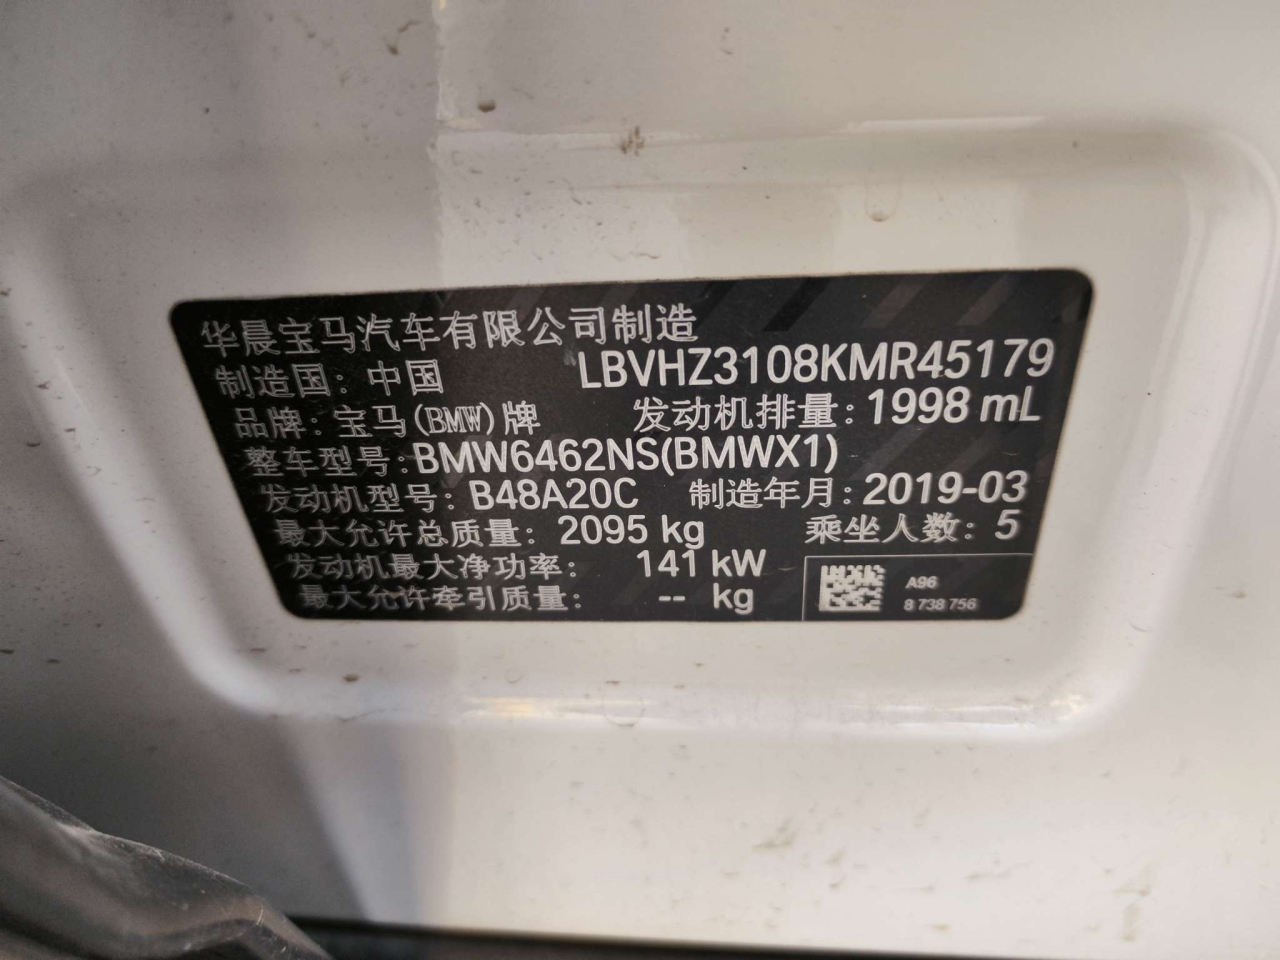 华晨宝马汽车有限公司制造
制造国：中国 LBVHZ3108KMR45179
品牌：宝马(BMW)牌 发动机排量：1998 mL
整车型号：BMW6462NS(BMWX1)
发动机型号：B48A20C 制造年月：2019-03
最大允许总质量：2095 kg 乘坐人数：5
发动机最大净功率： 141 kW
最大允许牵引质量： -- kg
A96
8 738 756